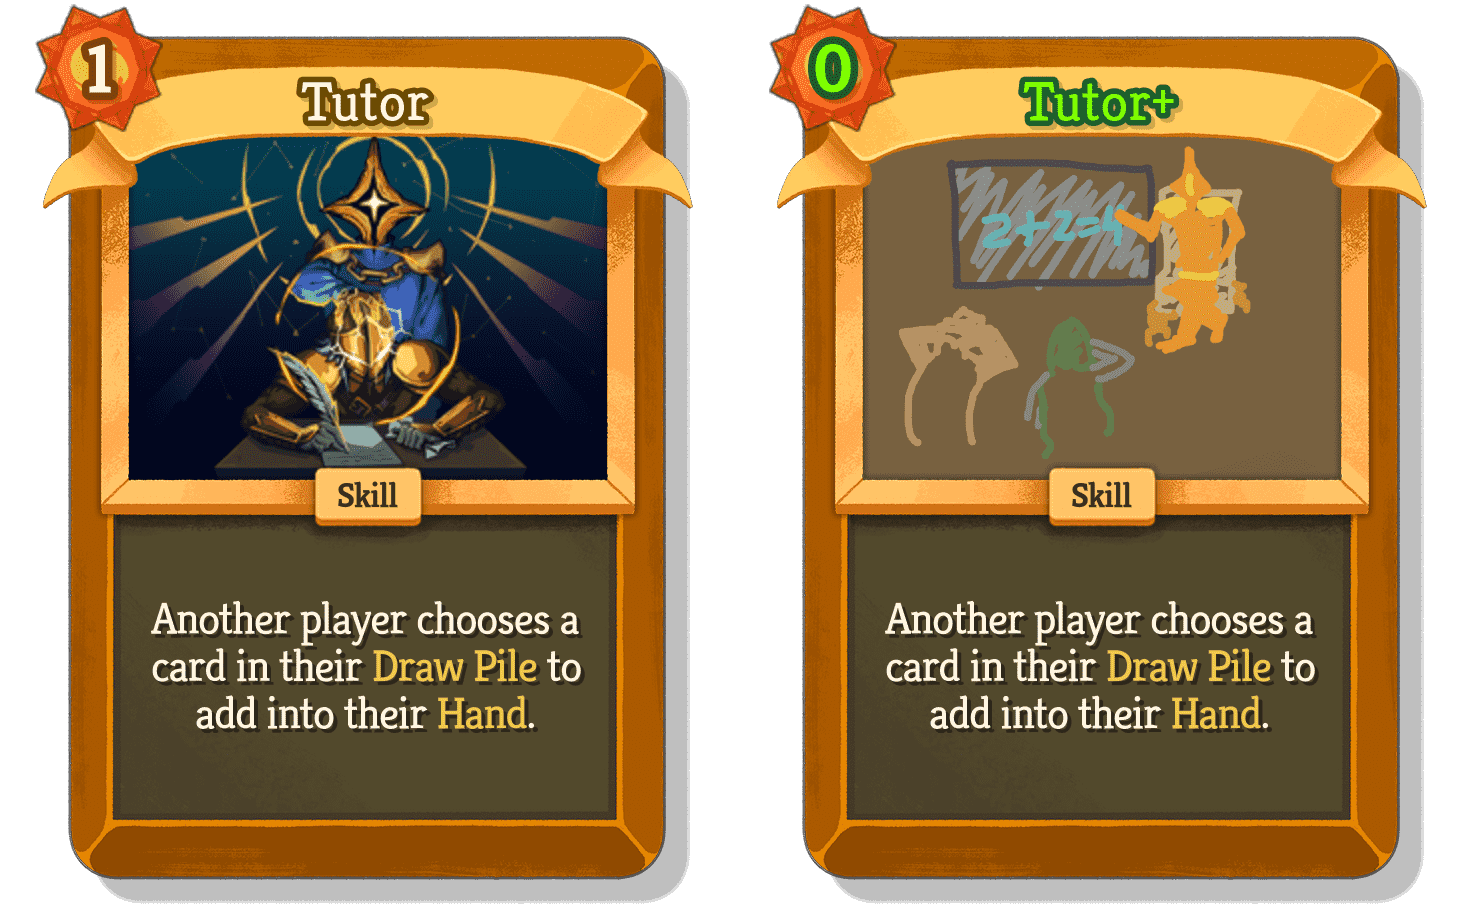 1
Tutor
Skill
Another player chooses a
card in their Draw Pile to
add into their Hand.
0
Tutor+
2+2=4
Skill
Another player chooses a
card in their Draw Pile to
add into their Hand.